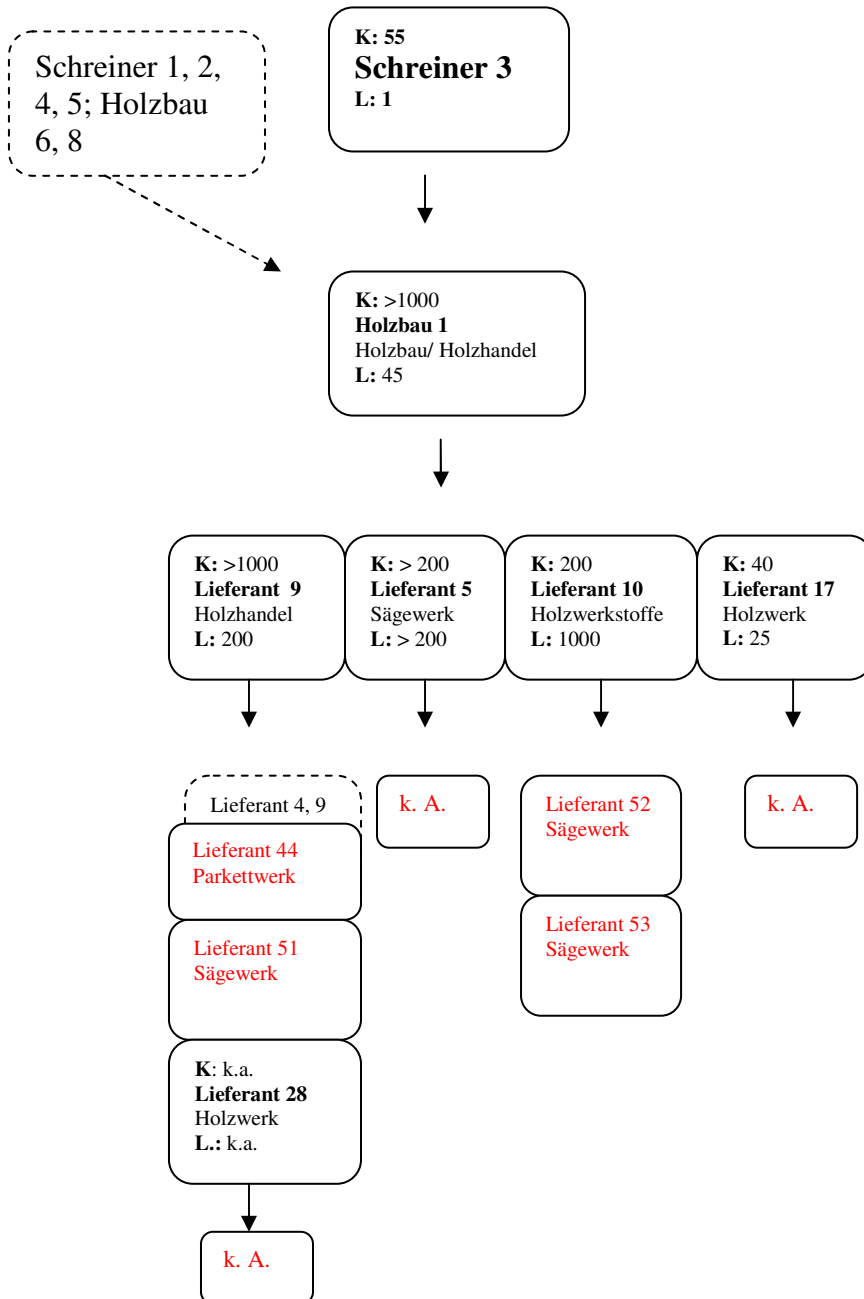 Schreiner 1, 2,
4, 5; Holzbau
6, 8
K: 55
Schreiner 3
L: 1
K: >1000
Holzbau 1
Holzbau/ Holzhandel
L: 45
K: >1000
Lieferant 9
Holzhandel
L: 200
K: > 200
Lieferant 5
Sägewerk
L: > 200
K: 200
Lieferant 10
Holzwerkstoffe
L: 1000
K: 40
Lieferant 17
Holzwerk
L: 25
Lieferant 4, 9
Lieferant 44
Parkettwerk
Lieferant 51
Sägewerk
K: k.a.
Lieferant 28
Holzwerk
L.: k.a.
k. A.
k. A.
Lieferant 52
Sägewerk
Lieferant 53
Sägewerk
k. A.